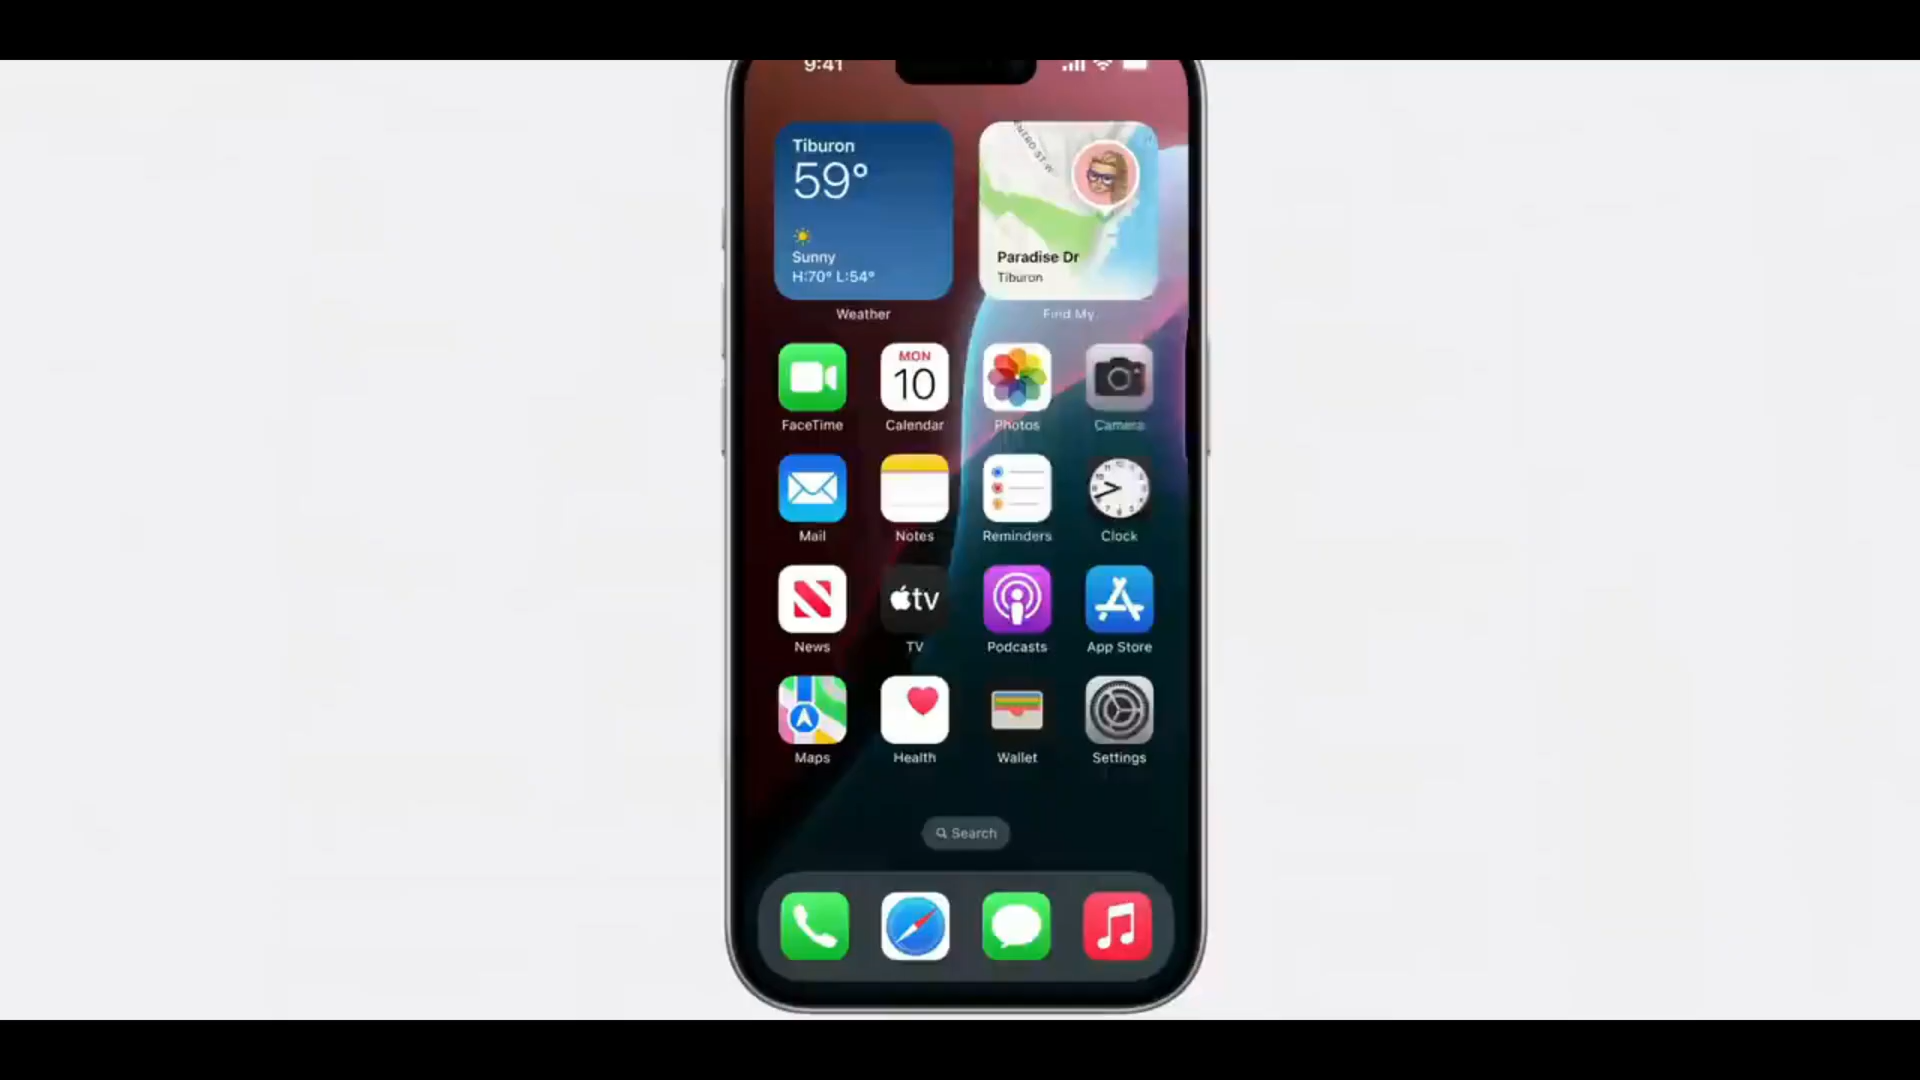 9:41
Tiburon
59°
Sunny
H:70° L:54°
Weather
Paradise Dr
Tiburon
Find My
FaceTime
MON
10
Calendar
Photos
Camera
Mail
Notes
Reminders
Clock
News
tv
TV
Podcasts
App Store
Maps
Health
Wallet
Settings
Search